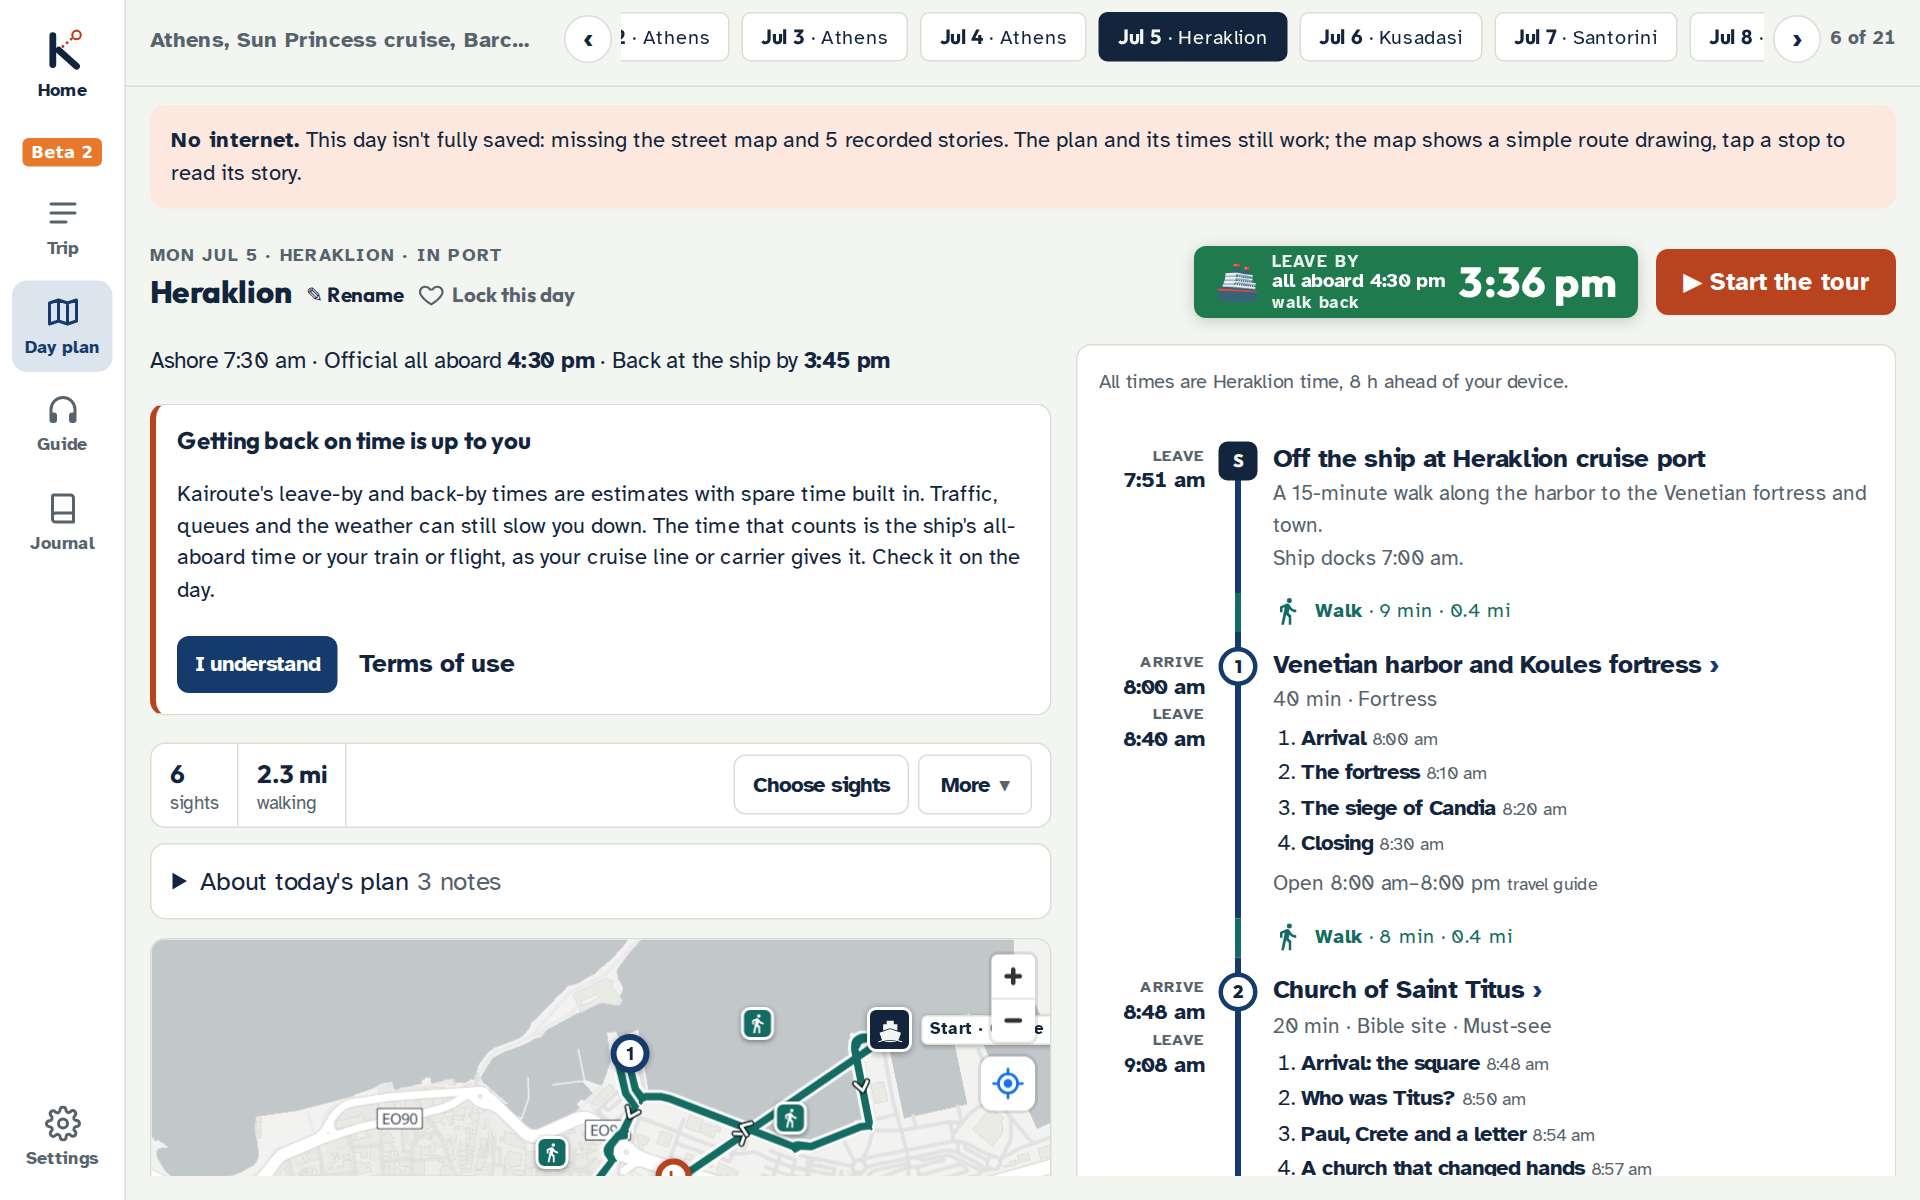 Home
Beta 2
Trip
Day plan
Guide
Journal
Settings
Athens, Sun Princess cruise, Barc...
‹
2 · Athens
Jul 3 · Athens
Jul 4 · Athens
Jul 5 · Heraklion
Jul 6 · Kusadasi
Jul 7 · Santorini
Jul 8 ·
›
6 of 21
No internet. This day isn't fully saved: missing the street map and 5 recorded stories. The plan and its times still work; the map shows a simple route drawing, tap a stop to
read its story.
MON JUL 5 · HERAKLION · IN PORT
Heraklion ✎ Rename Lock this day
LEAVE BY
all aboard 4:30 pm
walk back
3:36 pm
▶ Start the tour
Ashore 7:30 am · Official all aboard 4:30 pm · Back at the ship by 3:45 pm
Getting back on time is up to you
Kairoute's leave-by and back-by times are estimates with spare time built in. Traffic,
queues and the weather can still slow you down. The time that counts is the ship's all-
aboard time or your train or flight, as your cruise line or carrier gives it. Check it on the
day.
I understand
Terms of use
6
sights
2.3 mi
walking
Choose sights
More ▼
▶ About today's plan 3 notes
+
−
Start ·
1
EO90
All times are Heraklion time, 8 h ahead of your device.
LEAVE
7:51 am
S
Off the ship at Heraklion cruise port
A 15-minute walk along the harbor to the Venetian fortress and
town.
Ship docks 7:00 am.
Walk · 9 min · 0.4 mi
ARRIVE
8:00 am
LEAVE
8:40 am
1
Venetian harbor and Koules fortress ›
40 min · Fortress
1. Arrival 8:00 am
2. The fortress 8:10 am
3. The siege of Candia 8:20 am
4. Closing 8:30 am
Open 8:00 am–8:00 pm travel guide
Walk · 8 min · 0.4 mi
ARRIVE
8:48 am
LEAVE
9:08 am
2
Church of Saint Titus ›
20 min · Bible site · Must-see
1. Arrival: the square 8:48 am
2. Who was Titus? 8:50 am
3. Paul, Crete and a letter 8:54 am
4. A church that changed hands 8:57 am